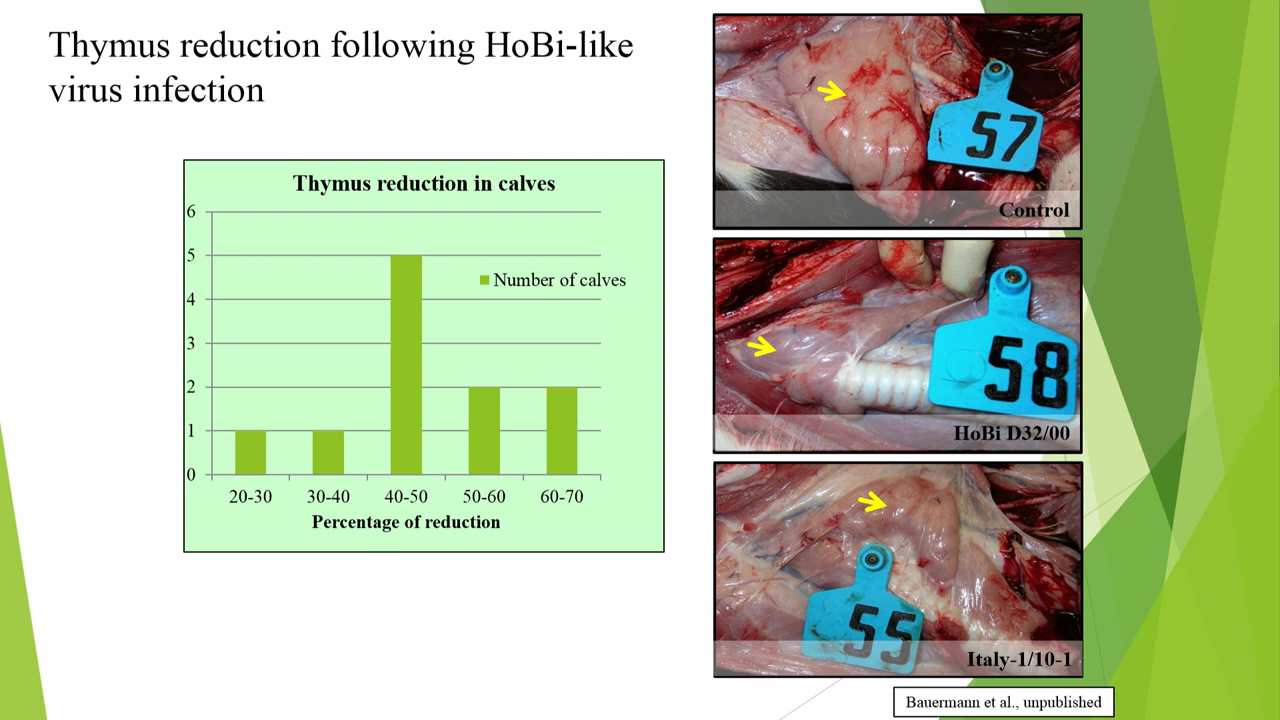 Thymus reduction following HoBi-like
virus infection
Thymus reduction in calves
6
5
4
3
2
1
0
Number of calves
20-30
30-40
40-50
50-60
60-70
Percentage of reduction
57
Control
58
HoBi D32/00
55
Italy-1/10-1
Bauermann et al., unpublished